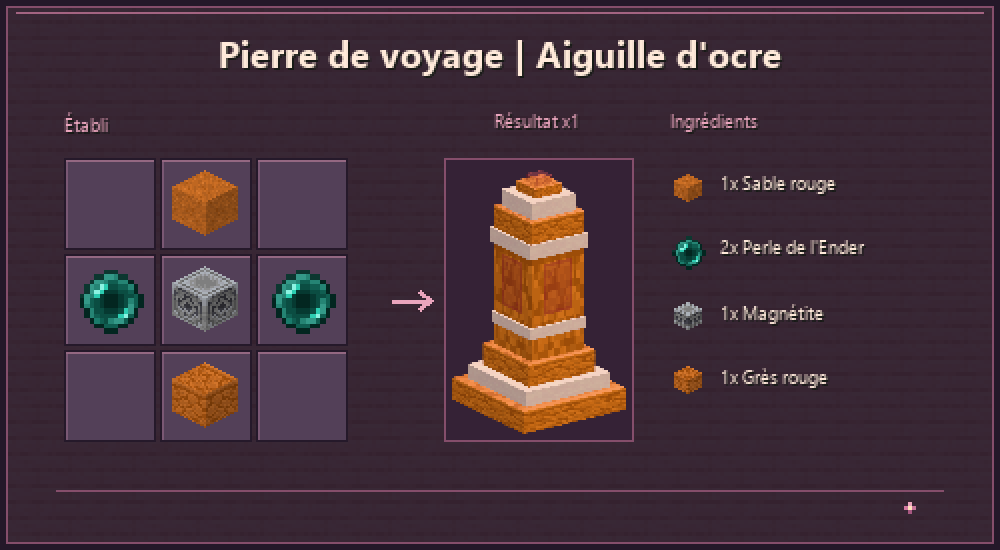 Pierre de voyage | Aiguille d'ocre
Établi
Résultat x1
Ingrédients
1x Sable rouge
2x Perle de l'Ender
1x Magnétite
1x Grès rouge